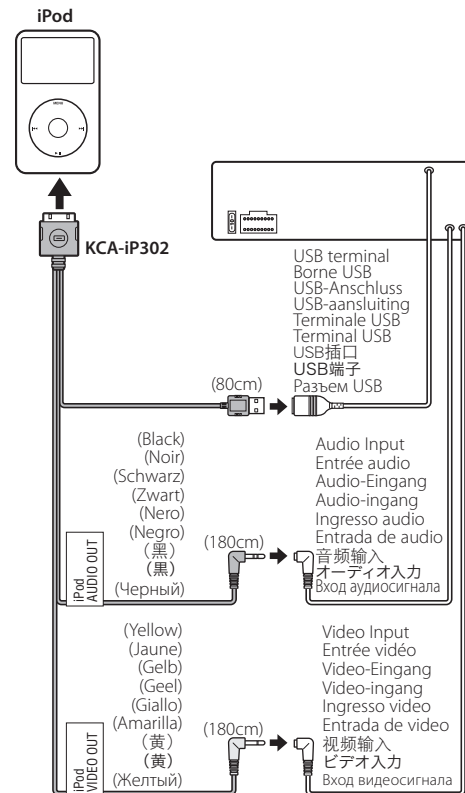 iPod
MENU
KCA-iP302
USB terminal
Borne USB
USB-Anschluss
USB-aansluiting
Terminale USB
Terminal USB
USB插口
USB端子
Разъем USB
(80cm)
(Black)
(Noir)
(Schwarz)
(Zwart)
(Nero)
(Negro)
(黑)
(黒)
(Черный)
iPod
AUDIO OUT
(180cm)
Audio Input
Entrée audio
Audio-Eingang
Audio-ingang
Ingresso audio
Entrada de audio
音频输入
オーディオ入力
Вход аудиосигнала
(Yellow)
(Jaune)
(Gelb)
(Geel)
(Giallo)
(Amarilla)
(黄)
(黄)
(Желтый)
iPod
VIDEO OUT
(180cm)
Video Input
Entrée vidéo
Video-Eingang
Video-ingang
Ingresso video
Entrada de video
视频输入
ビデオ入力
Вход видеосигнала